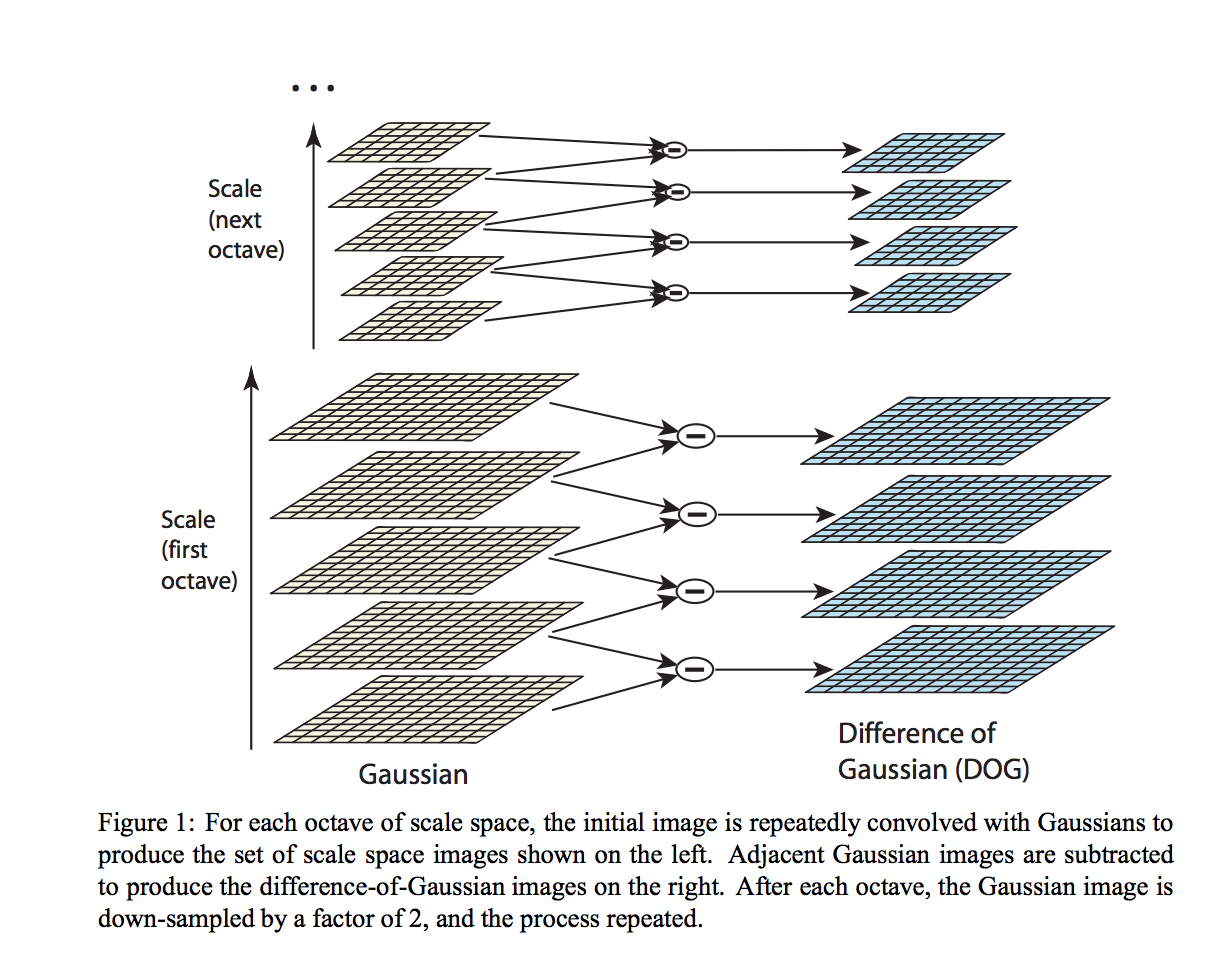 ...
Scale
(next
octave)
Scale
(first
octave)
Gaussian
Difference of
Gaussian (DOG)
Figure 1: For each octave of scale space, the initial image is repeatedly convolved with Gaussians to
produce the set of scale space images shown on the left. Adjacent Gaussian images are subtracted
to produce the difference-of-Gaussian images on the right. After each octave, the Gaussian image is
down-sampled by a factor of 2, and the process repeated.